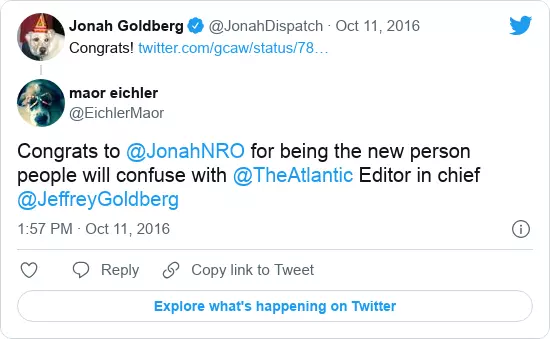 Jonah Goldberg @JonahDispatch · Oct 11, 2016
Congrats! twitter.com/gcaw/status/78…
maor eichler
@EichlerMaor
Congrats to @JonahNRO for being the new person
people will confuse with @TheAtlantic Editor in chief
@JeffreyGoldberg
1:57 PM · Oct 11, 2016
Reply Copy link to Tweet
Explore what's happening on Twitter